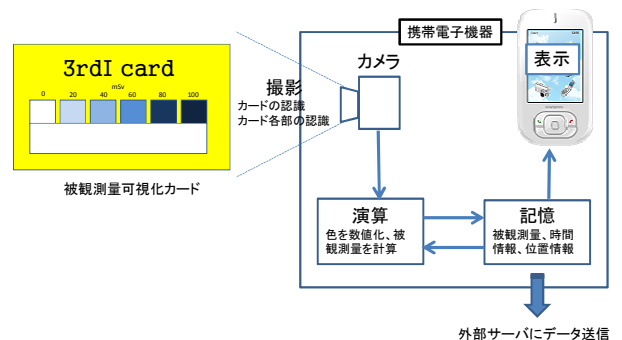 携帯電子機器
3rdI card
mSv
0 20 40 60 80 100
被観測量可視化カード
撮影
カードの認識
カード各部の認識
カメラ
表示
演算
色を数値化、被
観測量を計算
記憶
被観測量、時間
情報、位置情報
外部サーバにデータ送信